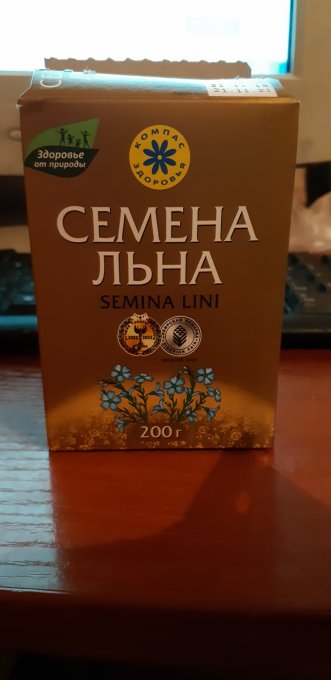 Здоровье
от природы
КОМПАС
ЗДОРОВЬЯ
СЕМЕНА
ЛЬНА
SEMINA LINI
200 г